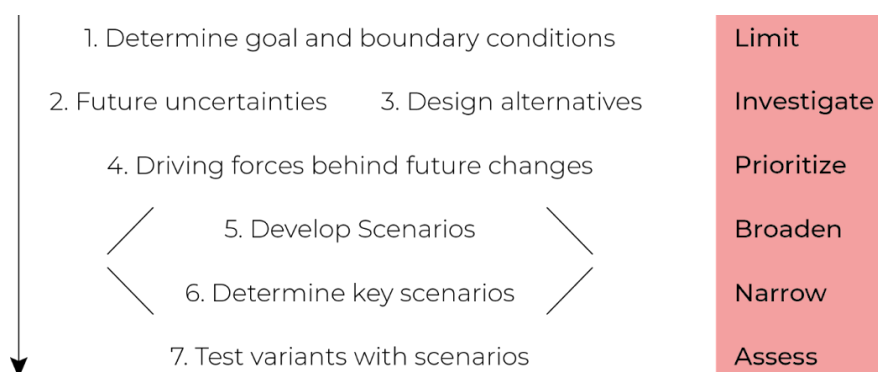 1. Determine goal and boundary conditions Limit
2. Future uncertainties 3. Design alternatives Investigate
4. Driving forces behind future changes Prioritize
5. Develop Scenarios Broaden
6. Determine key scenarios Narrow
7. Test variants with scenarios Assess